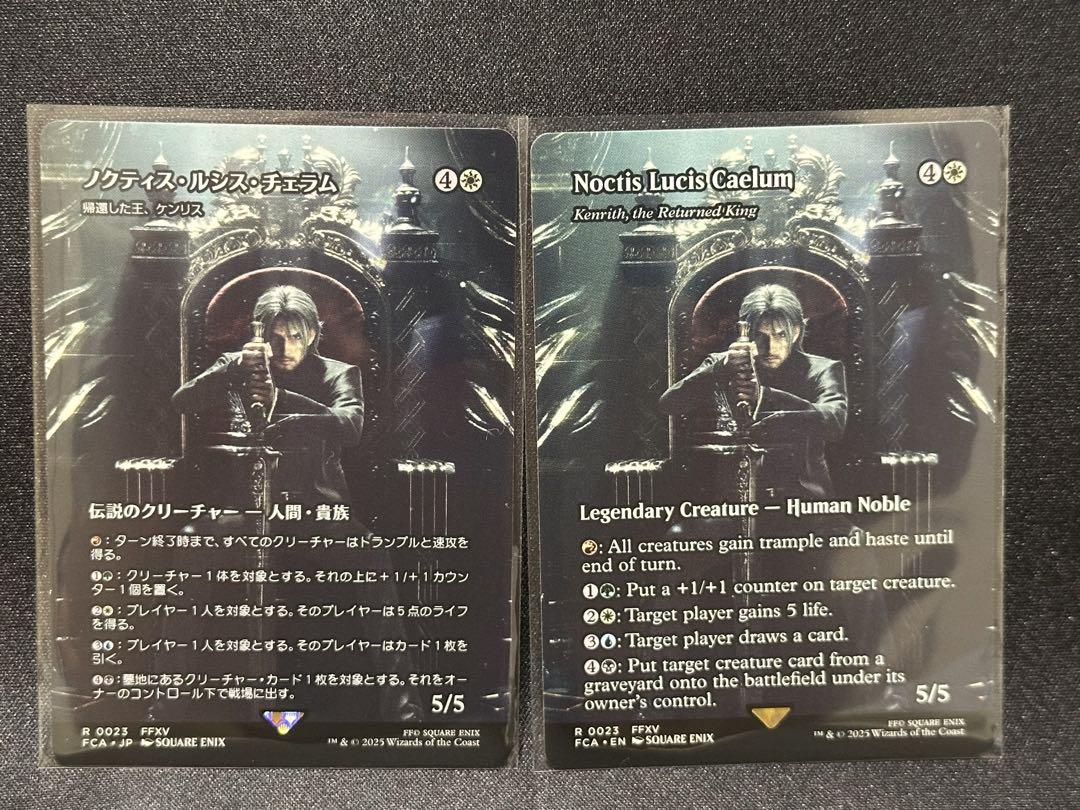 ノクティス・ルシス・チェラム 4
帰還した王、ケンリス
伝説のクリーチャー ― 人間・貴族
：ターン終了時まで、すべてのクリーチャーはトランプルと速攻を
得る。
1：クリーチャー１体を対象とする。それの上に＋１/＋１カウン
ター１個を置く。
2：プレイヤー１人を対象とする。そのプレイヤーは５点のライフ
を得る。
3：プレイヤー１人を対象とする。そのプレイヤーはカード１枚を
引く。
4：墓地にあるクリーチャー・カード１枚を対象とする。それをオー
ナーのコントロール下で戦場に出す。
5/5
R 0023 FFXV
FCA・JP SQUARE ENIX
FF© SQUARE ENIX
™ & © 2025 Wizards of the Coast
Noctis Lucis Caelum 4
Kenrith, the Returned King
Legendary Creature — Human Noble
: All creatures gain trample and haste until
end of turn.
1: Put a +1/+1 counter on target creature.
2: Target player gains 5 life.
3: Target player draws a card.
4: Put target creature card from a
graveyard onto the battlefield under its
owner's control.
5/5
R 0023 FFXV
FCA • EN SQUARE ENIX
FF© SQUARE ENIX
™ & © 2025 Wizards of the Coast